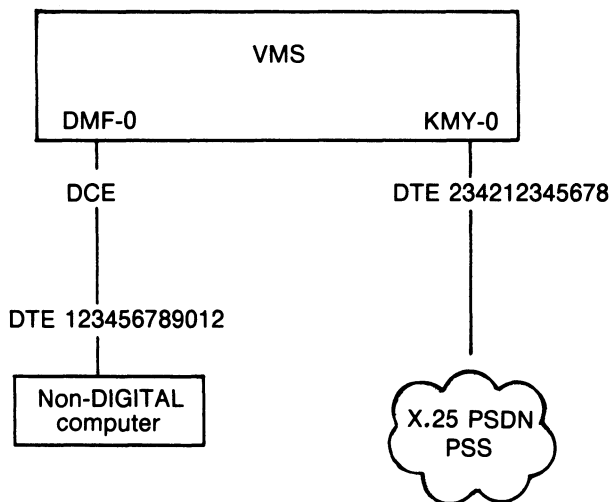 VMS
DMF-0
KMY-0
DCE
DTE 234212345678
DTE 123456789012
Non-DIGITAL
computer
X.25 PSDN
PSS